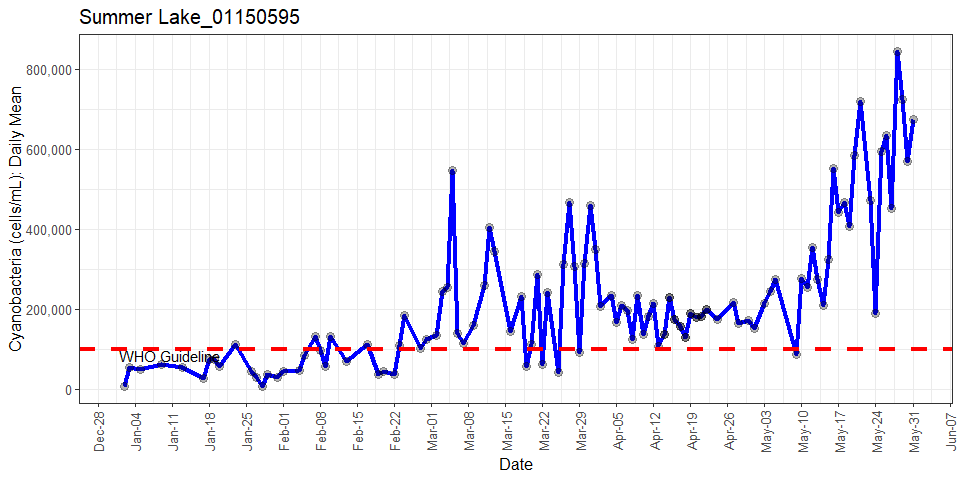 Summer Lake_01150595
Cyanobacteria (cells/mL): Daily Mean
800,000
600,000
400,000
200,000
0
WHO Guideline
Dec-28
Jan-04
Jan-11
Jan-18
Jan-25
Feb-01
Feb-08
Feb-15
Feb-22
Mar-01
Mar-08
Mar-15
Mar-22
Mar-29
Apr-05
Apr-12
Apr-19
Apr-26
May-03
May-10
May-17
May-24
May-31
Jun-07
Date